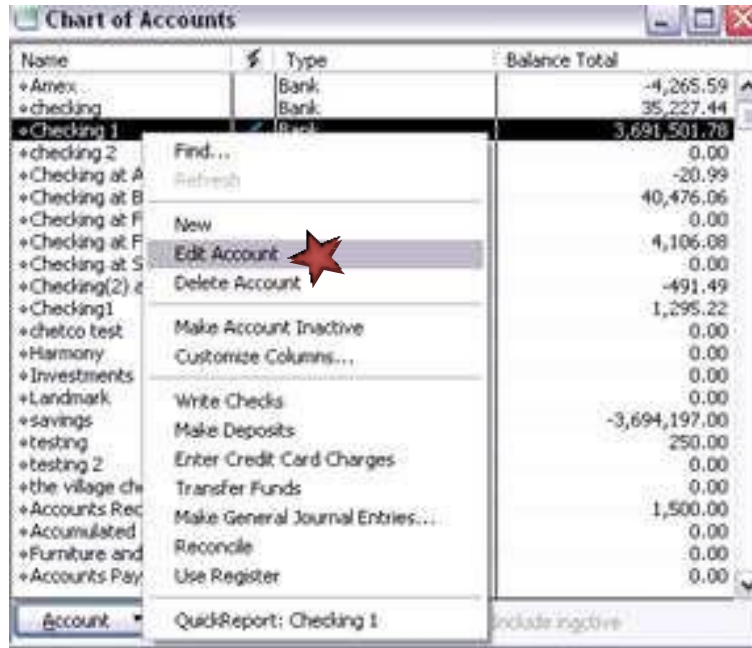 Chart of Accounts
Name Type Balance Total
Amex Bank -4,265.59
checking Bank 35,227.44
Checking 1 Bank 3,691,501.78
checking 2 0.00
Checking at A -20.99
Checking at B 40,476.06
Checking at F 0.00
Checking at F 4,106.08
Checking at S 0.00
Checking(2) a -491.49
Checking1 1,295.22
chetco test 0.00
Harmony 0.00
Investments 0.00
Landmark 0.00
savings -3,694,197.00
testing 250.00
testing 2 0.00
the village che 0.00
Accounts Rec 1,500.00
Accumulated 0.00
Furniture and 0.00
Accounts Pay 0.00
Find...
Refresh
New
Edit Account
Delete Account
Make Account Inactive
Customize Columns...
Write Checks
Make Deposits
Enter Credit Card Charges
Transfer Funds
Make General Journal Entries...
Reconcile
Use Register
QuickReport: Checking 1
Account Include inactive